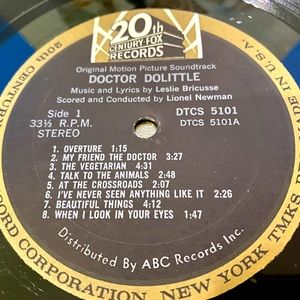 20th
CENTURY-FOX
RECORDS
Original Motion Picture Soundtrack
DOCTOR DOLITTLE
Music and Lyrics by Leslie Bricusse
Scored and Conducted by Lionel Newman
Side 1
33⅓ R.P.M.
STEREO
DTCS 5101
DTCS 5101A
1. OVERTURE 1:15
2. MY FRIEND THE DOCTOR 3:27
3. THE VEGETARIAN 4:31
4. TALK TO THE ANIMALS 2:48
5. AT THE CROSSROADS 2:10
6. I'VE NEVER SEEN ANYTHING LIKE IT 2:26
7. BEAUTIFUL THINGS 4:12
8. WHEN I LOOK IN YOUR EYES 1:47
Distributed By ABC Records Inc.
CORPORATION, NEW YORK
U.S.A.
20th